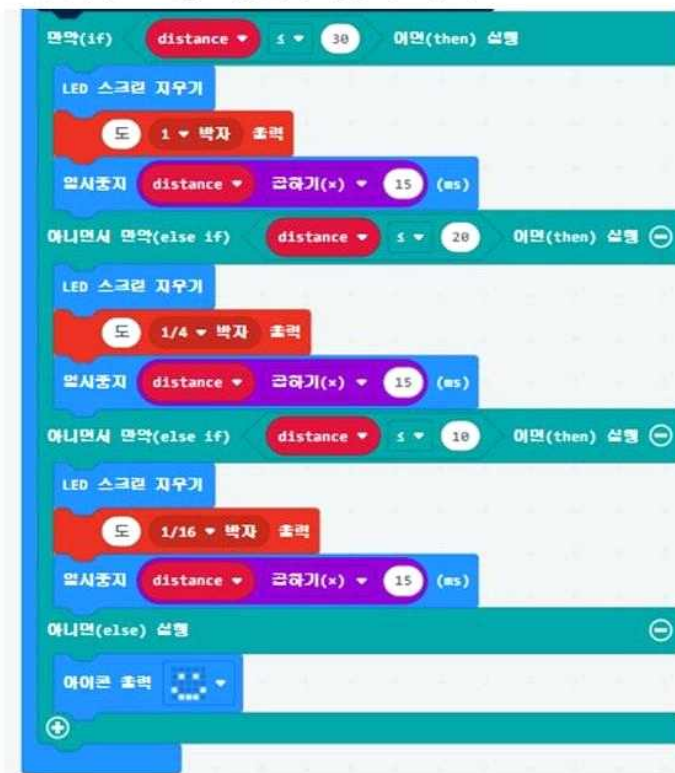 만약(if) distance ≤ 30 이면(then) 실행
LED 스크린 지우기
도 1 박자 출력
일시중지 distance 곱하기(×) 15 (ms)
아니면서 만약(else if) distance ≤ 20 이면(then) 실행
LED 스크린 지우기
도 1/4 박자 출력
일시중지 distance 곱하기(×) 15 (ms)
아니면서 만약(else if) distance ≤ 10 이면(then) 실행
LED 스크린 지우기
도 1/16 박자 출력
일시중지 distance 곱하기(×) 15 (ms)
아니면(else) 실행
아이콘 출력